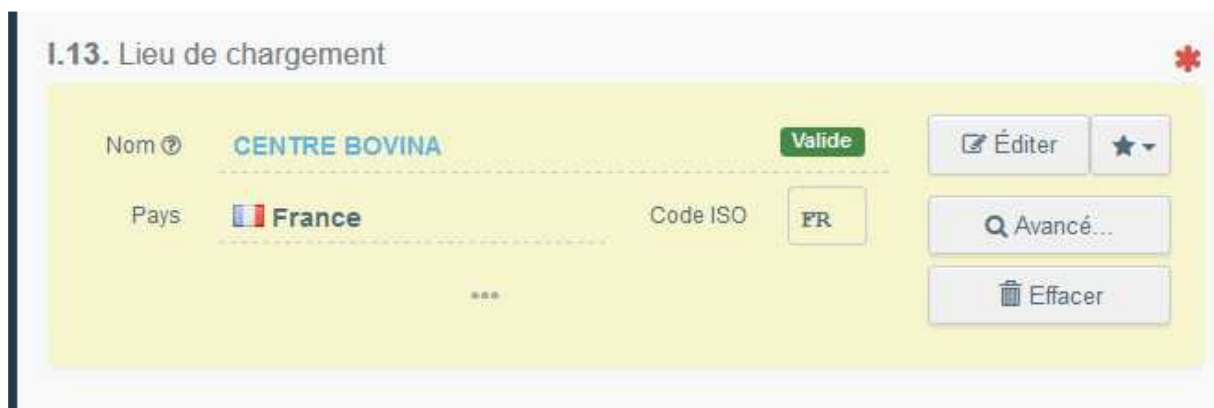 I.13. Lieu de chargement
Nom CENTRE BOVINA Valide Éditer
Pays France Code ISO FR Avancé...
Effacer